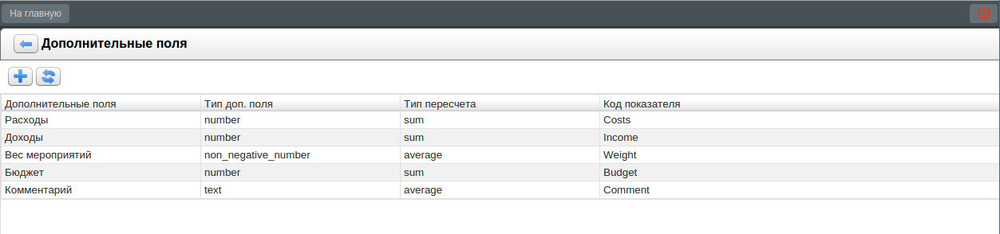 На главную
Дополнительные поля
Дополнительные поля Тип доп. поля Тип пересчета Код показателя
Расходы number sum Costs
Доходы number sum Income
Вес мероприятий non_negative_number average Weight
Бюджет number sum Budget
Комментарий text average Comment